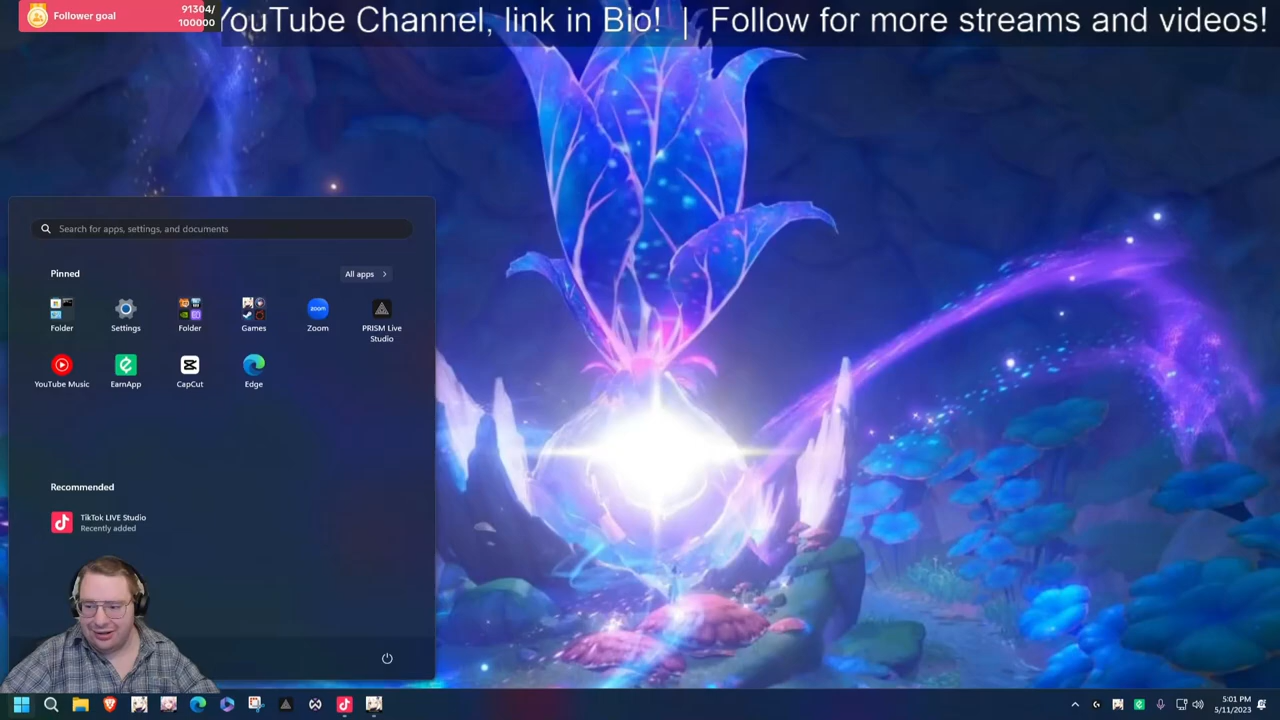 Follower goal
91304/
100000
YouTube Channel, link in Bio! | Follow for more streams and videos!
Search for apps, settings, and documents
Pinned
All apps
Folder
Settings
Folder
Games
Zoom
PRISM Live
Studio
YouTube Music
EarnApp
CapCut
Edge
Recommended
TikTok LIVE Studio
Recently added
5:01 PM
5/11/2023